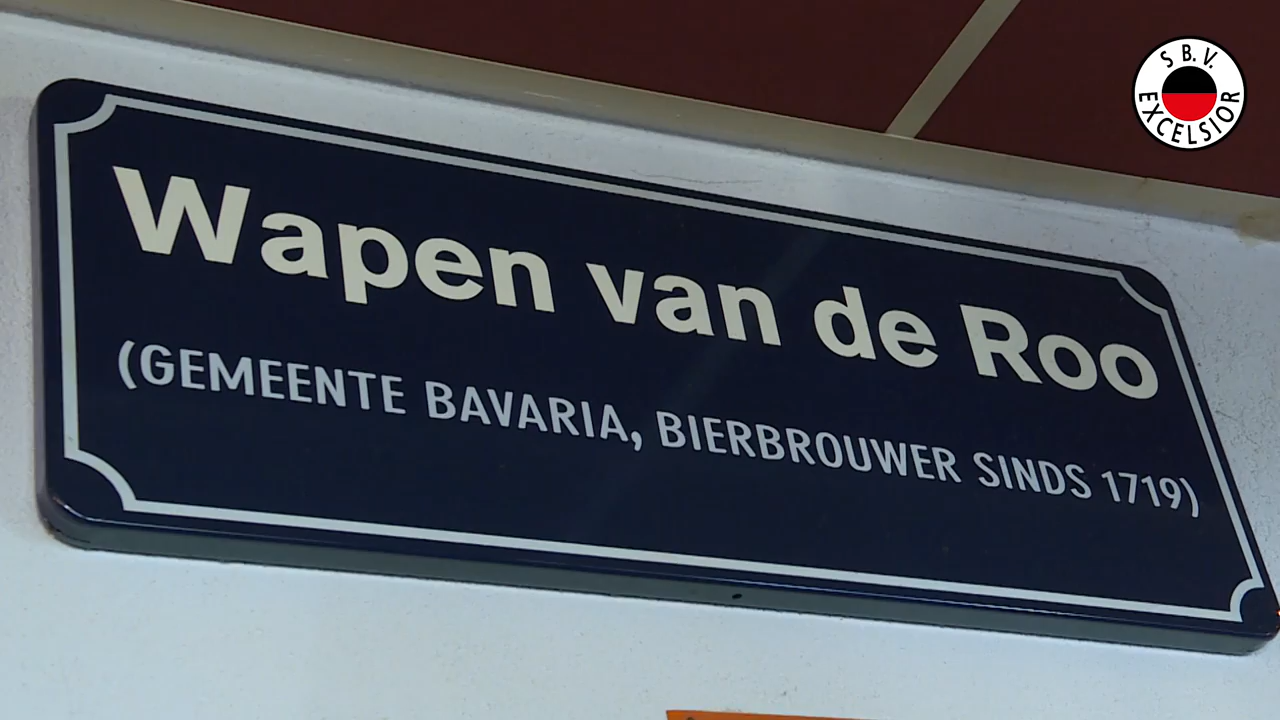 Wapen van de Roo
(GEMEENTE BAVARIA, BIERBROUWER SINDS 1719)
S.B.V.
EXCELSIOR